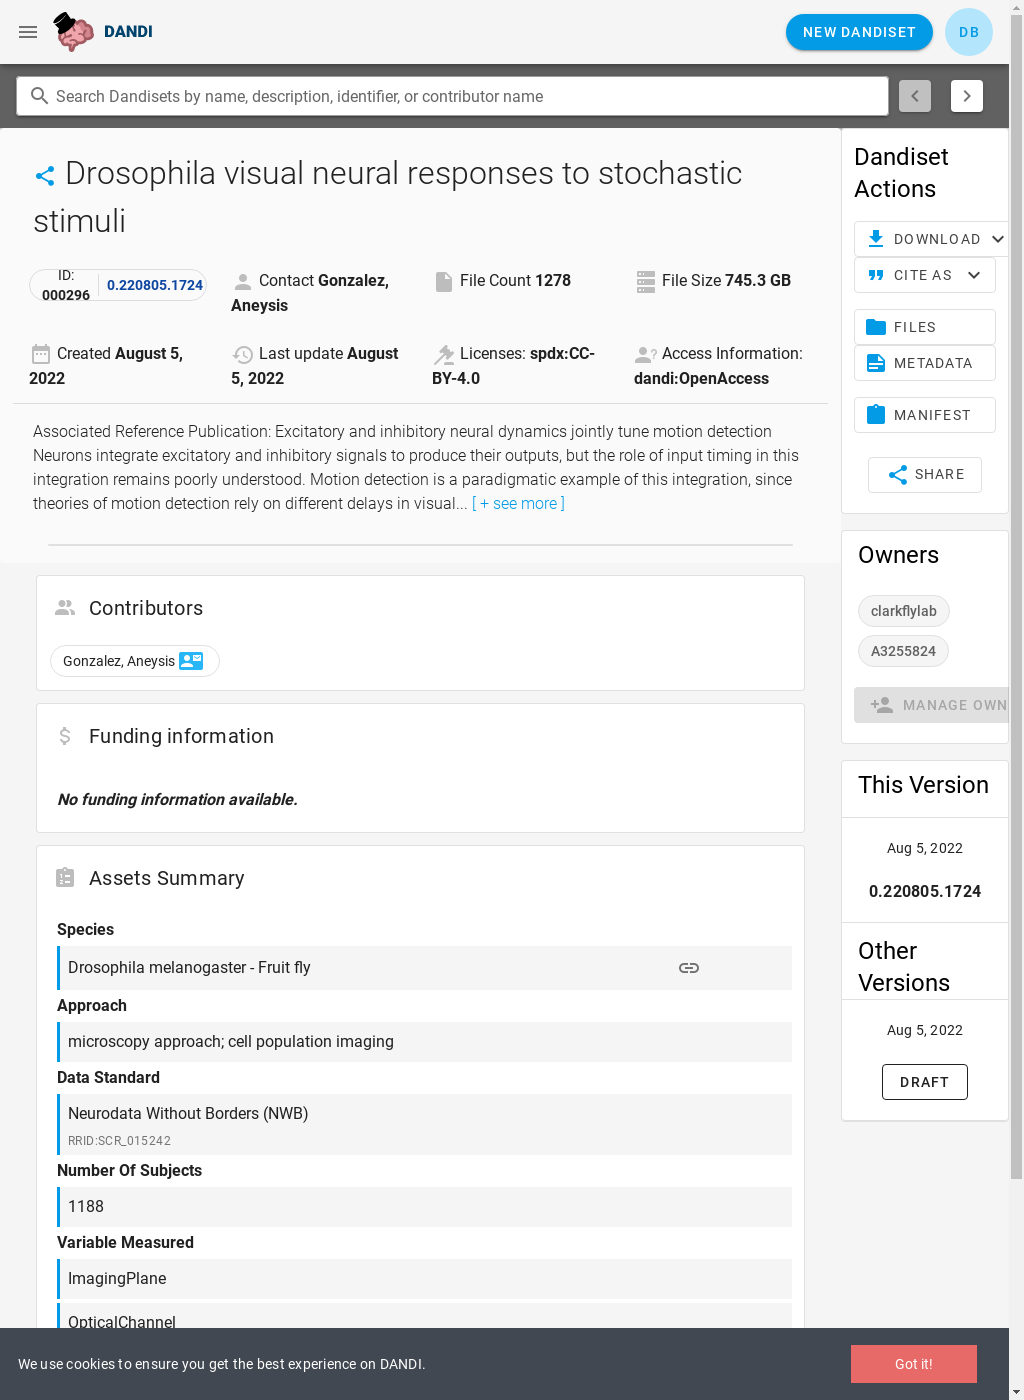 DANDI
NEW DANDISET
DB
Search Dandisets by name, description, identifier, or contributor name
Drosophila visual neural responses to stochastic
stimuli
ID:
000296
0.220805.1724
Contact Gonzalez,
Aneysis
File Count 1278
File Size 745.3 GB
Created August 5,
2022
Last update August
5, 2022
Licenses: spdx:CC-
BY-4.0
Access Information:
dandi:OpenAccess
Associated Reference Publication: Excitatory and inhibitory neural dynamics jointly tune motion detection
Neurons integrate excitatory and inhibitory signals to produce their outputs, but the role of input timing in this
integration remains poorly understood. Motion detection is a paradigmatic example of this integration, since
theories of motion detection rely on different delays in visual... [ + see more ]
Contributors
Gonzalez, Aneysis
Funding information
No funding information available.
Assets Summary
Species
Drosophila melanogaster - Fruit fly
Approach
microscopy approach; cell population imaging
Data Standard
Neurodata Without Borders (NWB)
RRID:SCR_015242
Number Of Subjects
1188
Variable Measured
ImagingPlane
OpticalChannel
Dandiset
Actions
DOWNLOAD
CITE AS
FILES
METADATA
MANIFEST
SHARE
Owners
clarkflylab
A3255824
MANAGE OWN
This Version
Aug 5, 2022
0.220805.1724
Other
Versions
Aug 5, 2022
DRAFT
We use cookies to ensure you get the best experience on DANDI.
Got it!